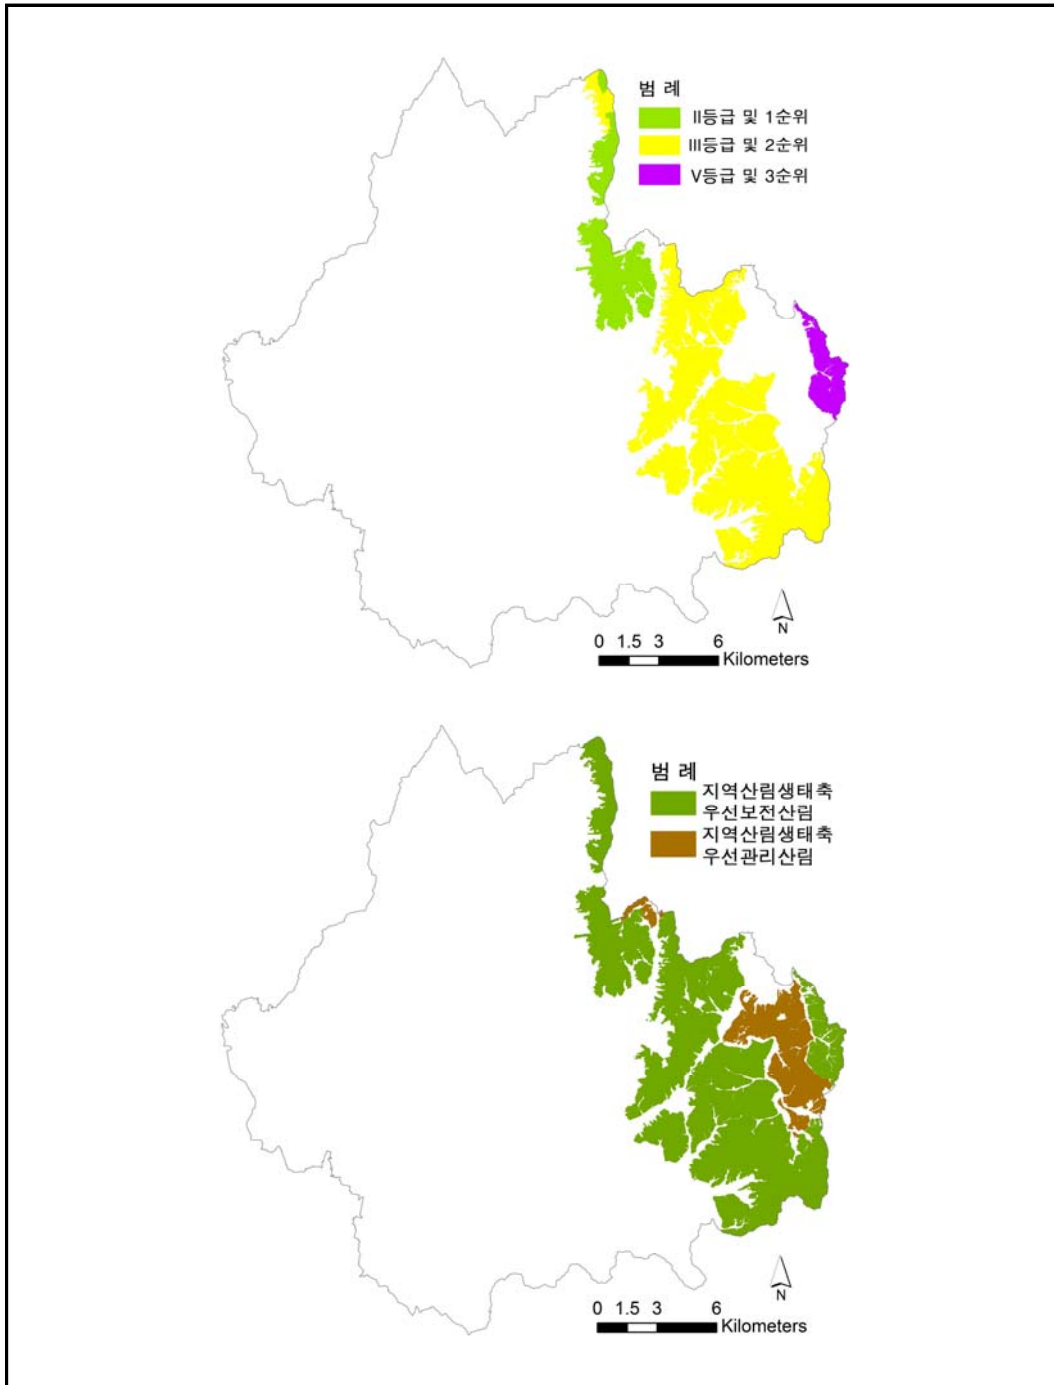 범 례
II등급 및 1순위
III등급 및 2순위
V등급 및 3순위
N
0 1.5 3 6
Kilometers
범 례
지역산림생태축
우선보전산림
지역산림생태축
우선관리산림
N
0 1.5 3 6
Kilometers